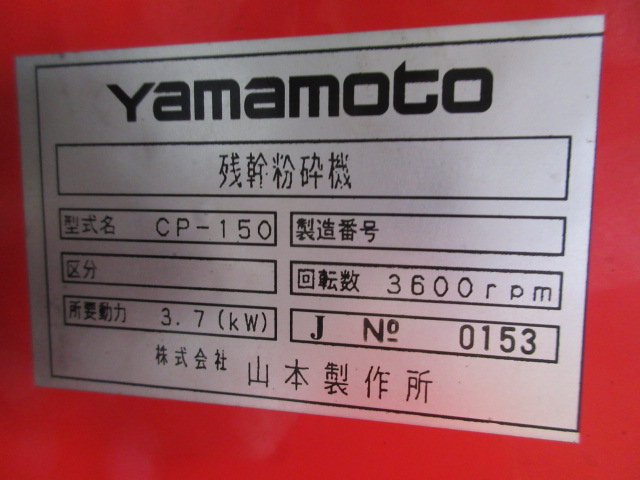 Yamamoto
残幹粉砕機
型式名 CP-150 製造番号
区分 回転数 3600rpm
所要動力 3.7(kW) J № 0153
株式会社 山本製作所